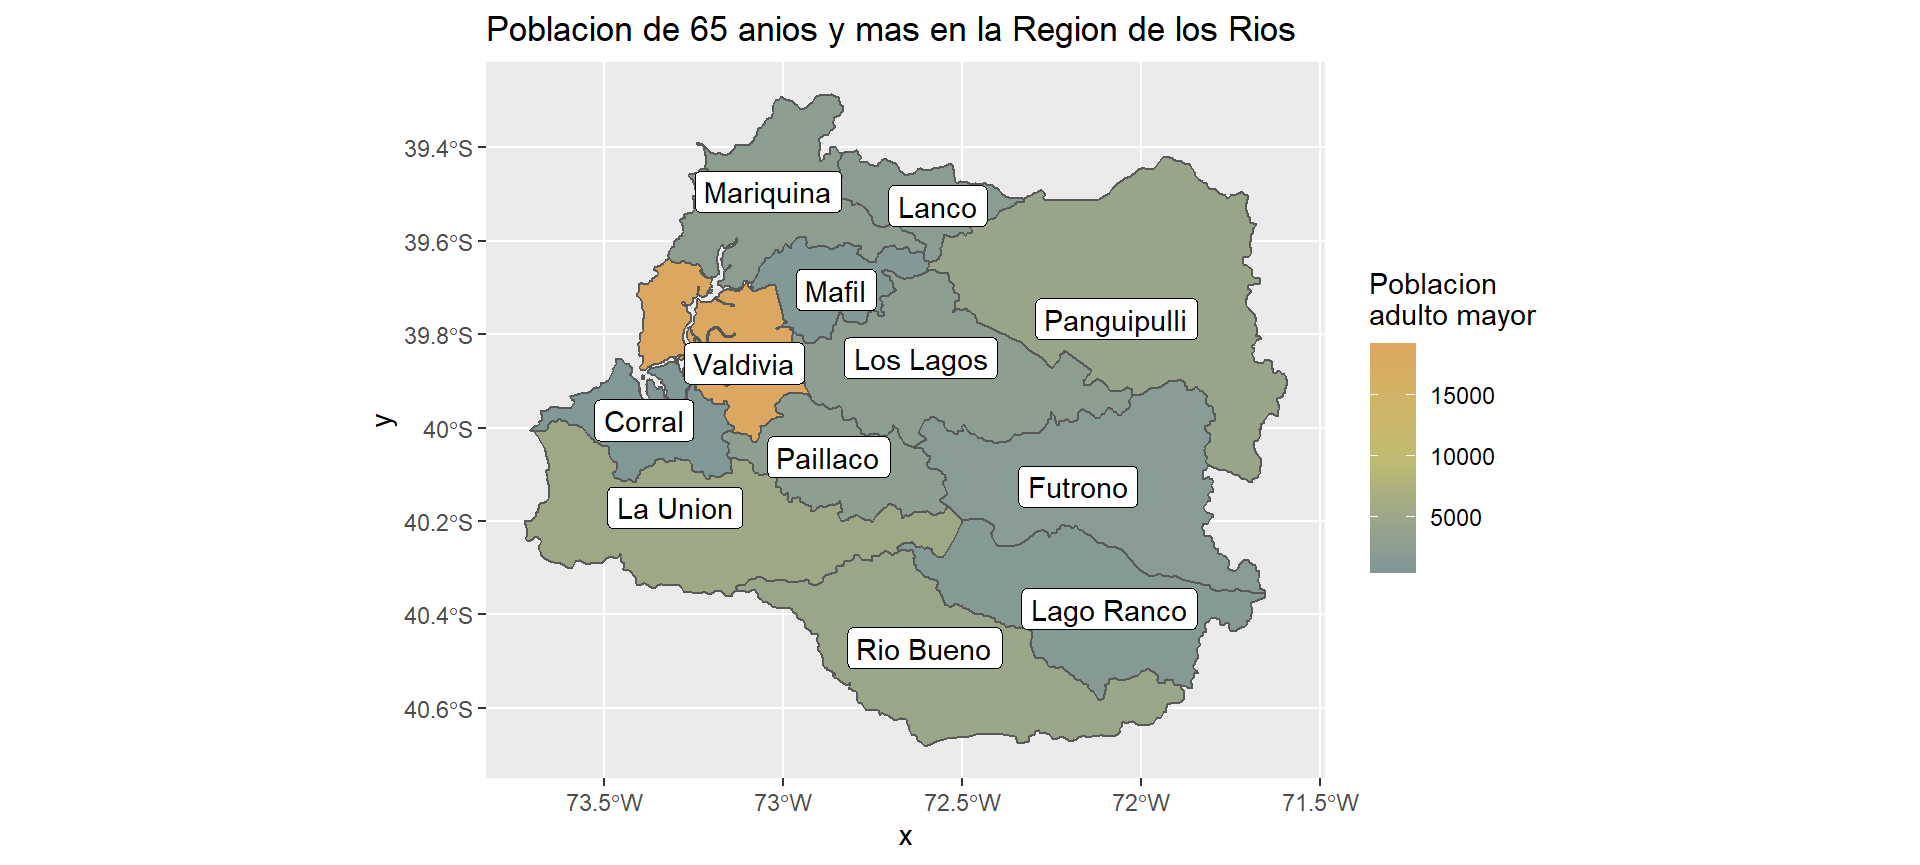 Poblacion de 65 anios y mas en la Region de los Rios
39.4°S
39.6°S
39.8°S
40°S
40.2°S
40.4°S
40.6°S
y
Mariquina
Lanco
Mafil
Panguipulli
Valdivia
Los Lagos
Corral
Paillaco
Futrono
La Union
Lago Ranco
Rio Bueno
73.5°W
73°W
72.5°W
72°W
71.5°W
x
Poblacion
adulto mayor
15000
10000
5000